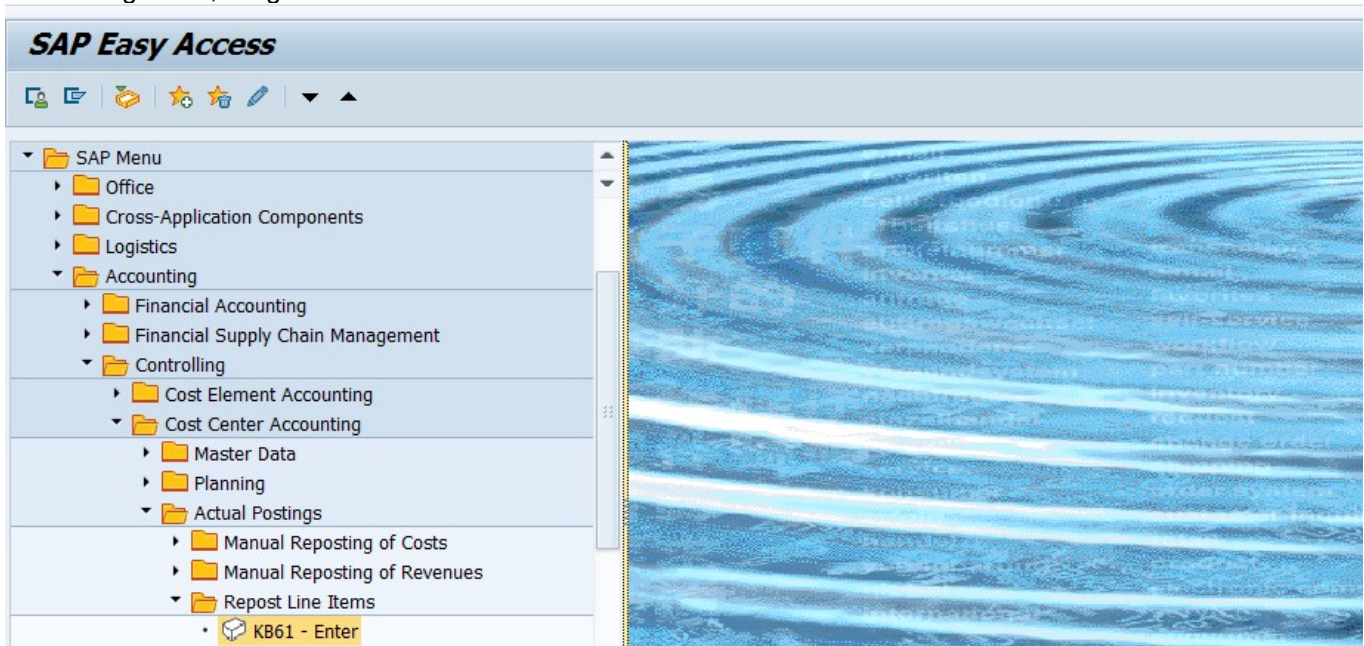 SAP Easy Access
SAP Menu
Office
Cross-Application Components
Logistics
Accounting
Financial Accounting
Financial Supply Chain Management
Controlling
Cost Element Accounting
Cost Center Accounting
Master Data
Planning
Actual Postings
Manual Reposting of Costs
Manual Reposting of Revenues
Repost Line Items
KB61 - Enter